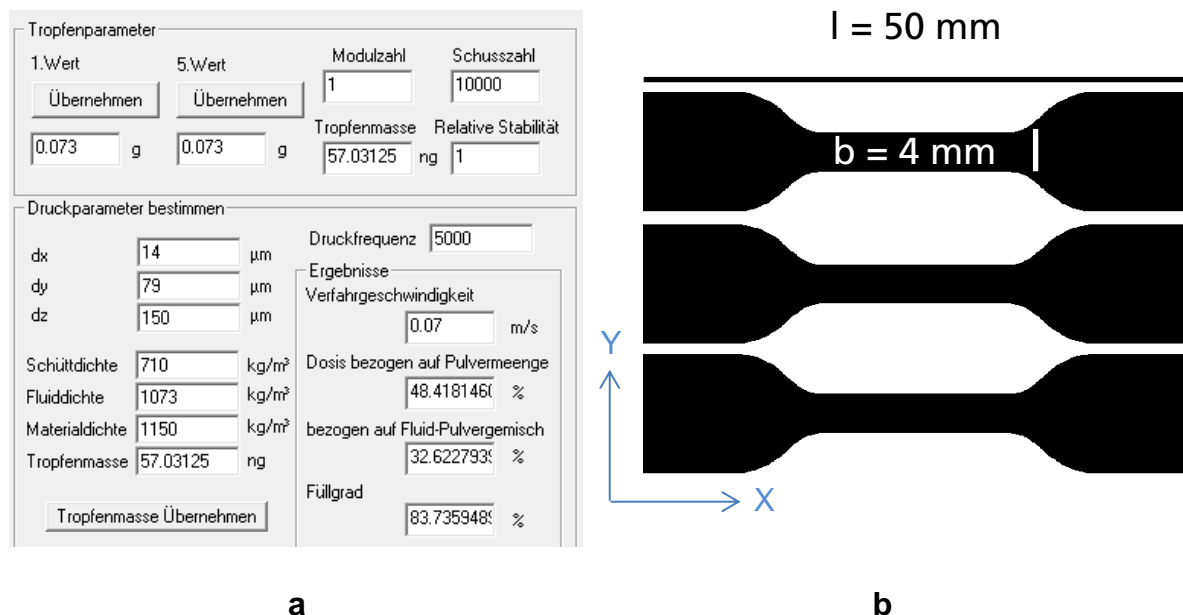 Tropfenparameter
1.Wert 5.Wert Modulzahl Schusszahl
Übernehmen Übernehmen 1 10000
Tropfenmasse Relative Stabilität
0.073 g 0.073 g 57.03125 ng 1
Druckparameter bestimmen
Druckfrequenz 5000
dx 14 µm
dy 79 µm
dz 150 µm
Schüttdichte 710 kg/m³
Fluiddichte 1073 kg/m³
Materialdichte 1150 kg/m³
Tropfenmasse 57.03125 ng
Tropfenmasse Übernehmen
Ergebnisse
Verfahrgeschwindigkeit
0.07 m/s
Dosis bezogen auf Pulvermeenge
48.418146 %
bezogen auf Fluid-Pulvergemisch
32.622793 %
Füllgrad
83.735948 %
a
l = 50 mm
b = 4 mm
Y
X
b